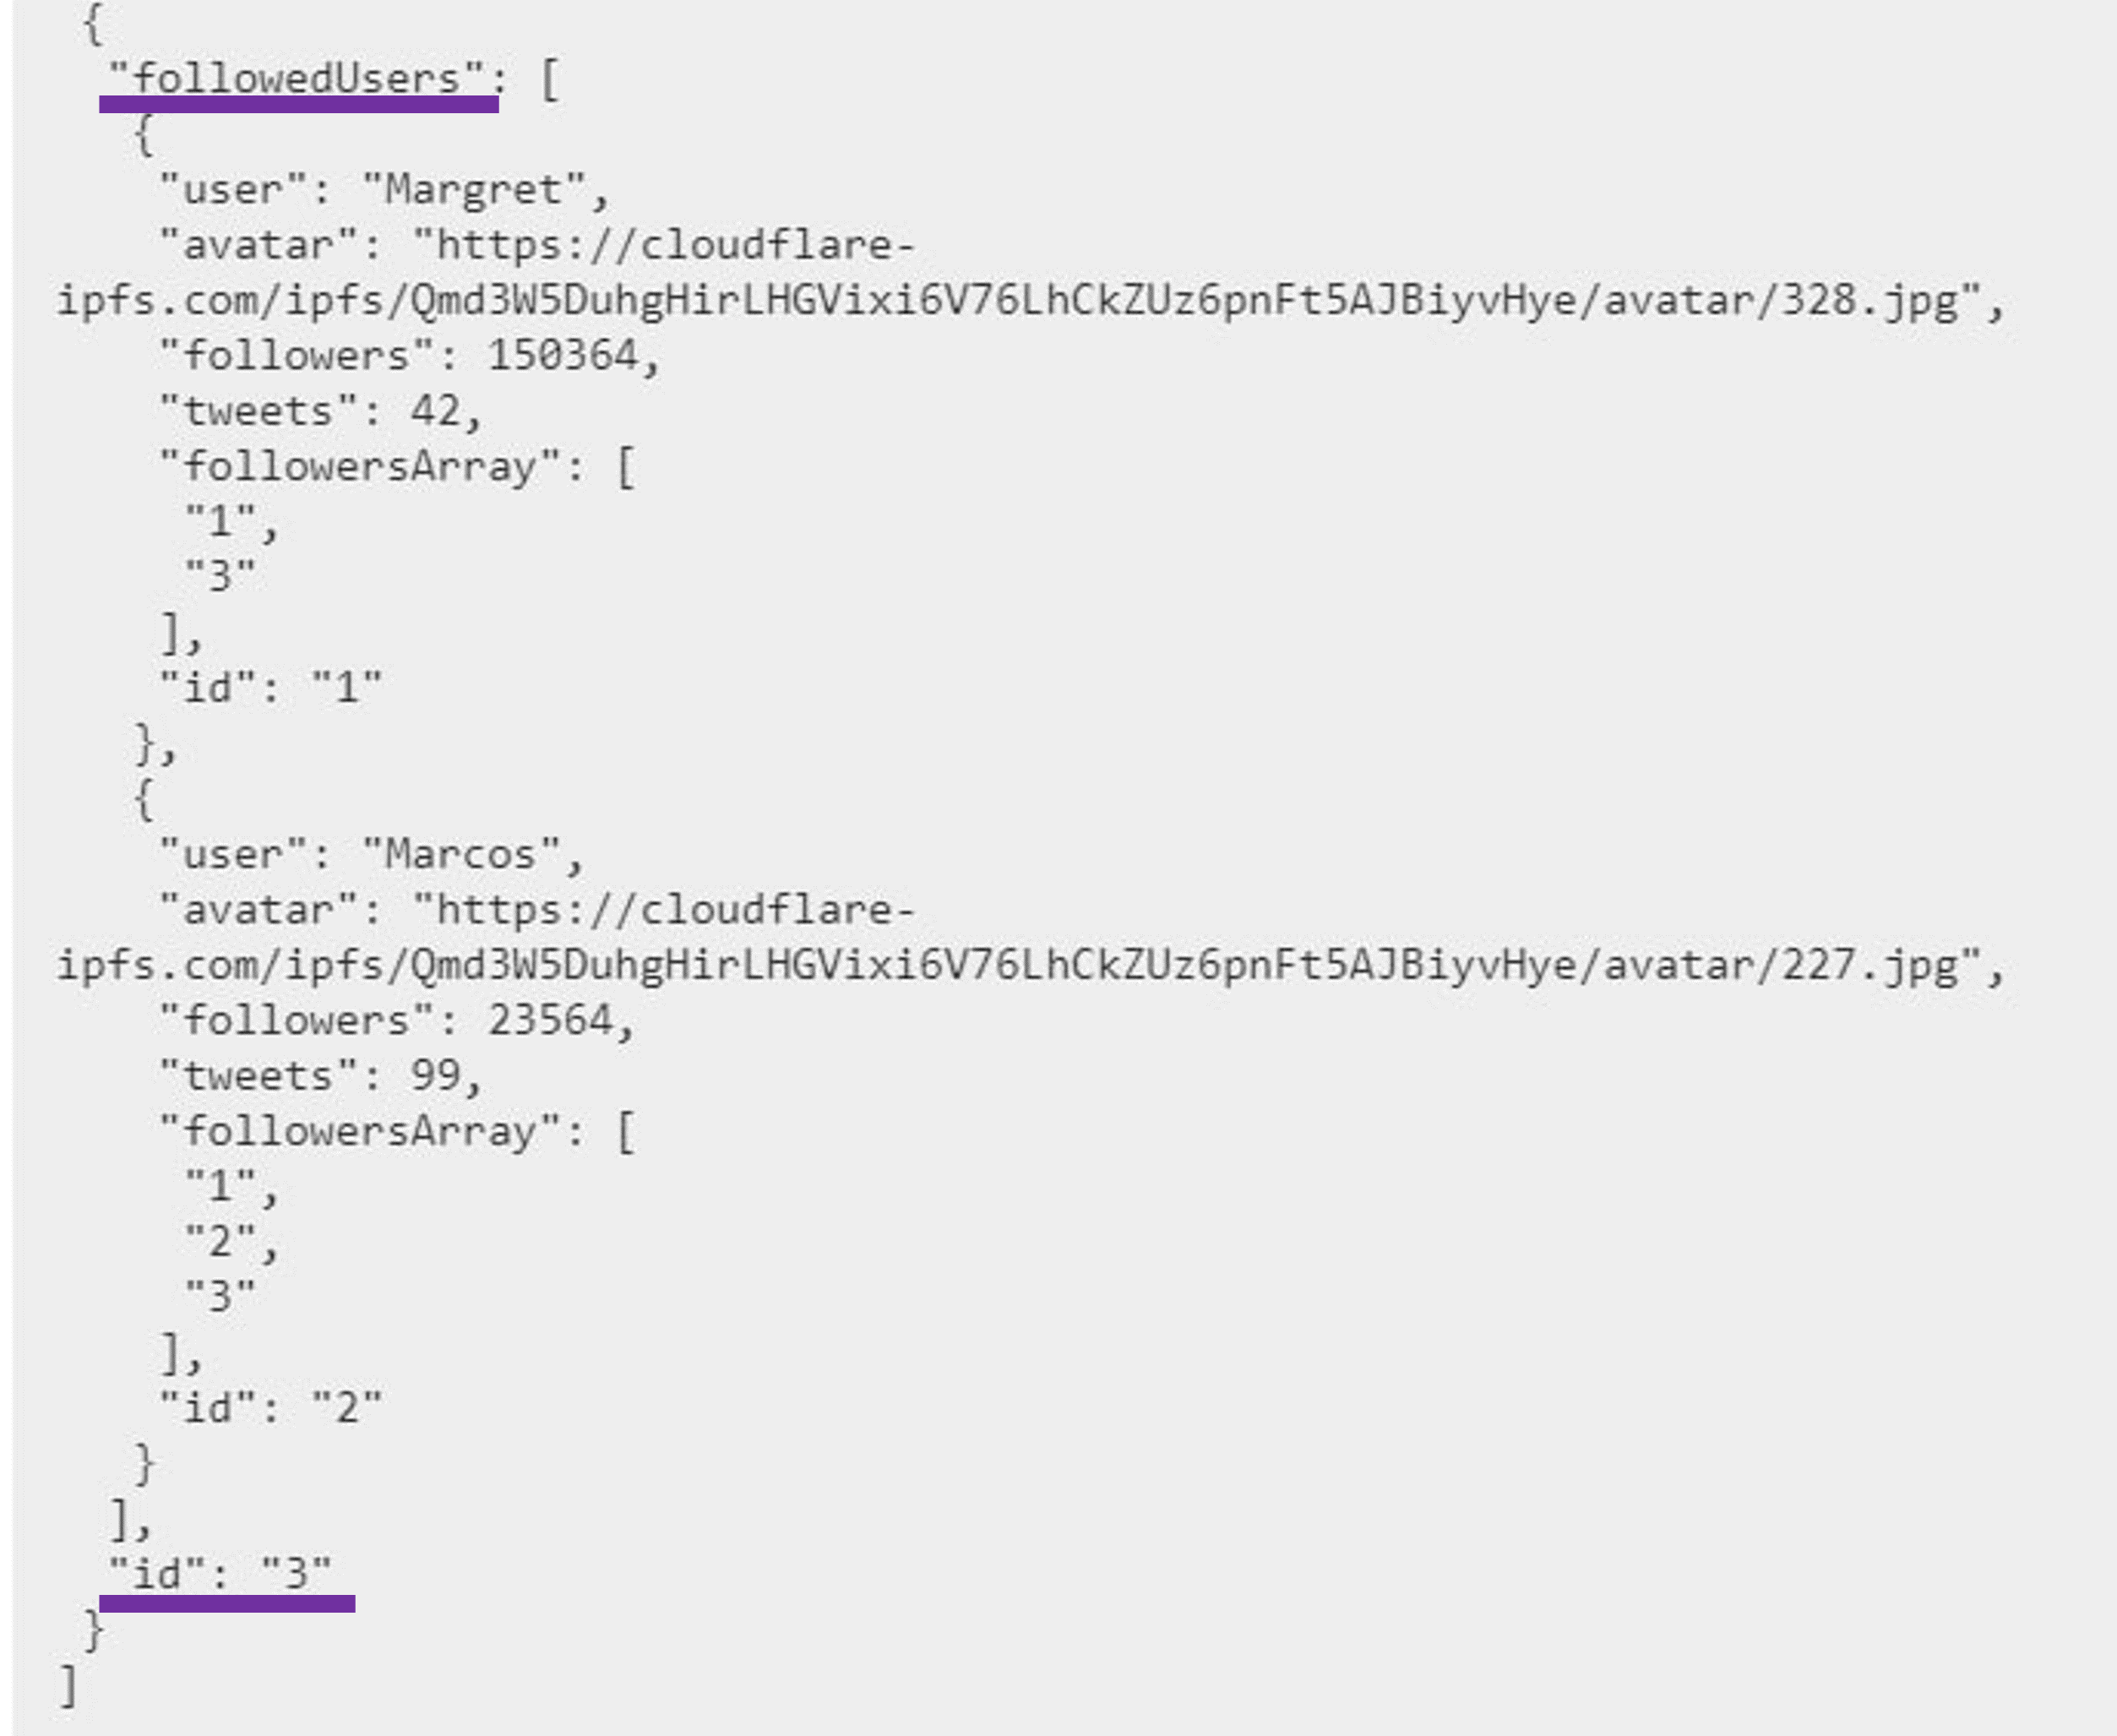 {
"followedUsers": [
{
"user": "Margret",
"avatar": "https://cloudflare-
ipfs.com/ipfs/Qmd3W5DuhgHirLHGVixi6V76LhCkZUz6pnFt5AJBiyvHye/avatar/328.jpg",
"followers": 150364,
"tweets": 42,
"followersArray": [
"1",
"3"
],
"id": "1"
},
{
"user": "Marcos",
"avatar": "https://cloudflare-
ipfs.com/ipfs/Qmd3W5DuhgHirLHGVixi6V76LhCkZUz6pnFt5AJBiyvHye/avatar/227.jpg",
"followers": 23564,
"tweets": 99,
"followersArray": [
"1",
"2",
"3"
],
"id": "2"
}
],
"id": "3"
}
]